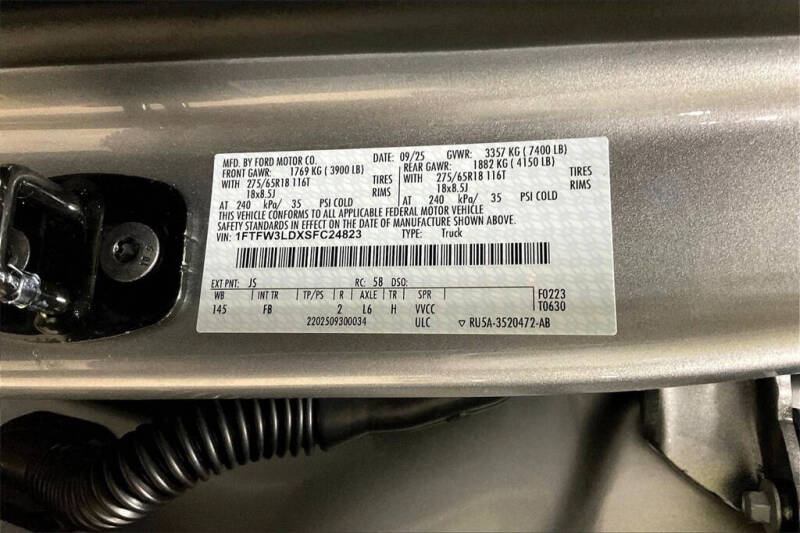 MFD. BY FORD MOTOR CO. DATE: 09/25 GVWR: 3357 KG ( 7400 LB)
FRONT GAWR: 1769 KG ( 3900 LB) REAR GAWR: 1882 KG ( 4150 LB)
WITH 275/65R18 116T TIRES WITH 275/65R18 116T TIRES
18x8.5J RIMS 18x8.5J RIMS
AT 240 kPa/ 35 PSI COLD AT 240 kPa/ 35 PSI COLD
THIS VEHICLE CONFORMS TO ALL APPLICABLE FEDERAL MOTOR VEHICLE
SAFETY STANDARDS IN EFFECT ON THE DATE OF MANUFACTURE SHOWN ABOVE.
VIN: 1FTFW3LDXSFC24823 TYPE: Truck
EXT PNT: JS RC: 58 DSO:
WB INT TR TP/PS R AXLE TR SPR F0223
145 FB 2 L6 H VVCC T0630
2202509300034 ULC ▽ RU5A-3520472-AB